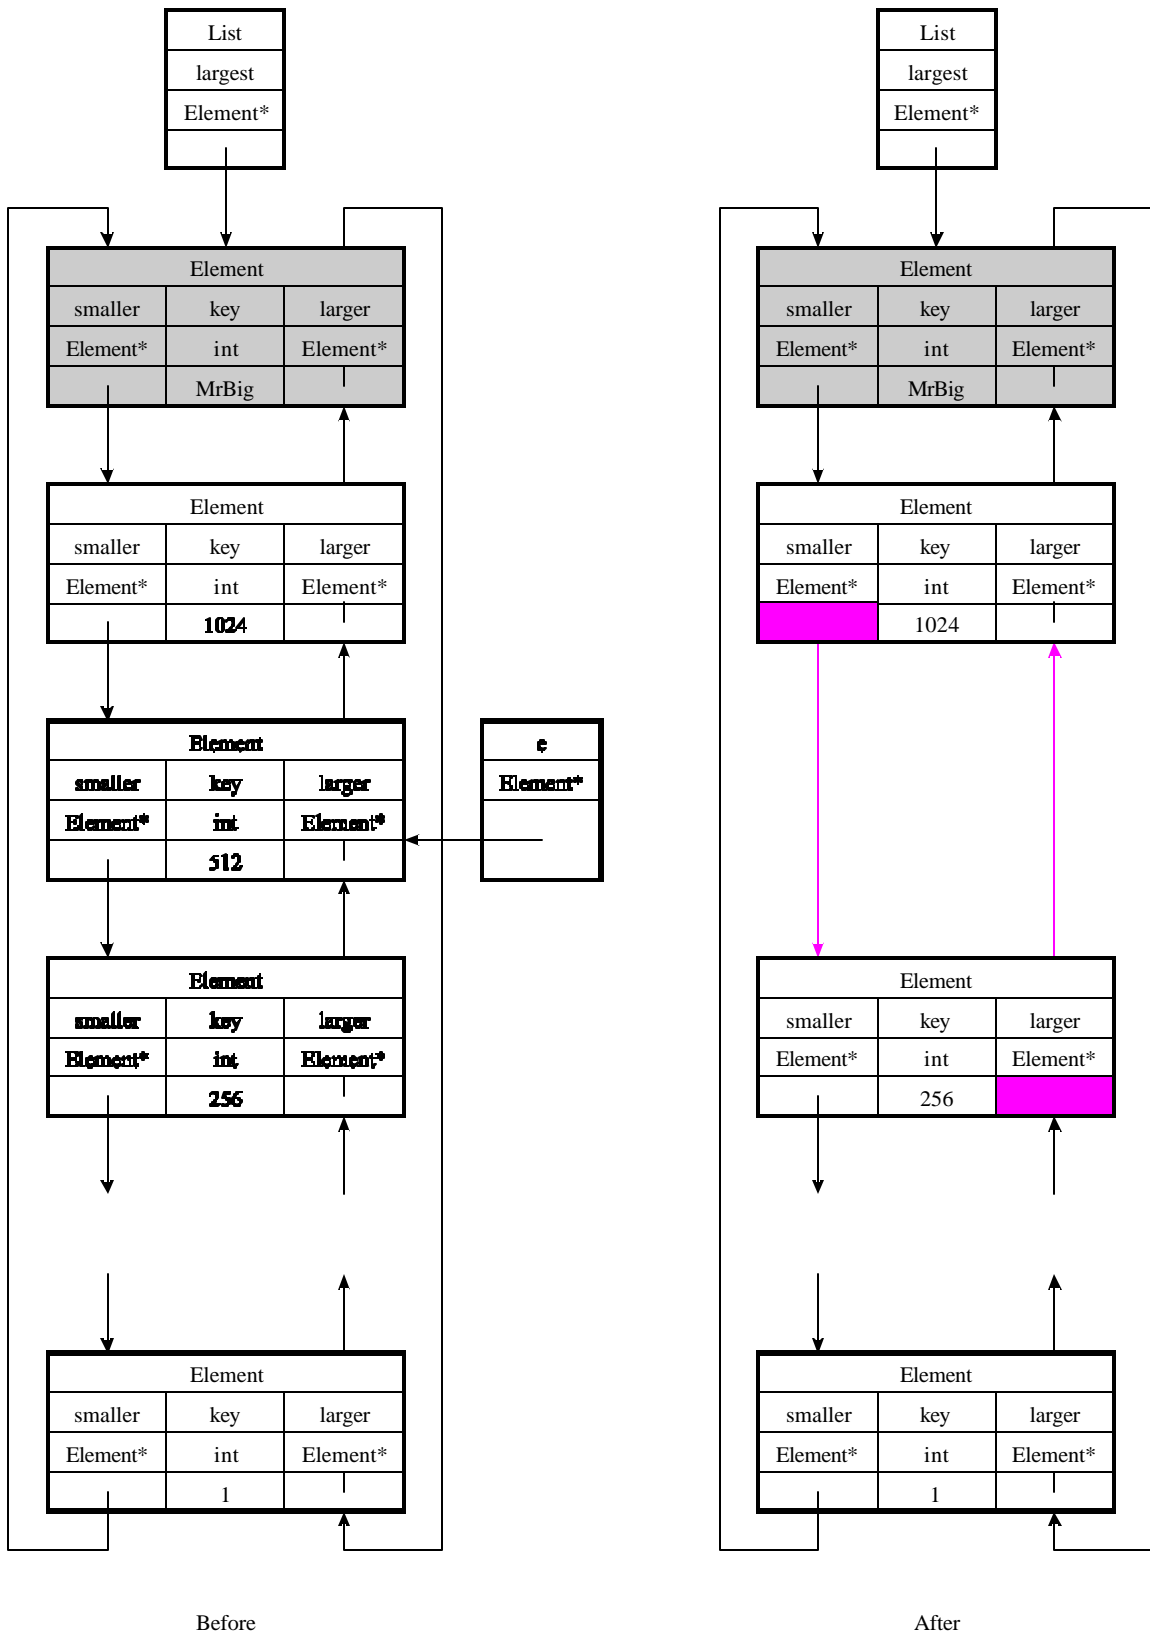 List
largest
Element*
Element
smaller key larger
Element* int Element*
MrBig
Element
smaller key larger
Element* int Element*
1024
Element
smaller key larger
Element* int Element*
512
e
Element*
Element
smaller key larger
Element* int Element*
256
Element
smaller key larger
Element* int Element*
1
Before
List
largest
Element*
Element
smaller key larger
Element* int Element*
MrBig
Element
smaller key larger
Element* int Element*
1024
Element
smaller key larger
Element* int Element*
256
Element
smaller key larger
Element* int Element*
1
After